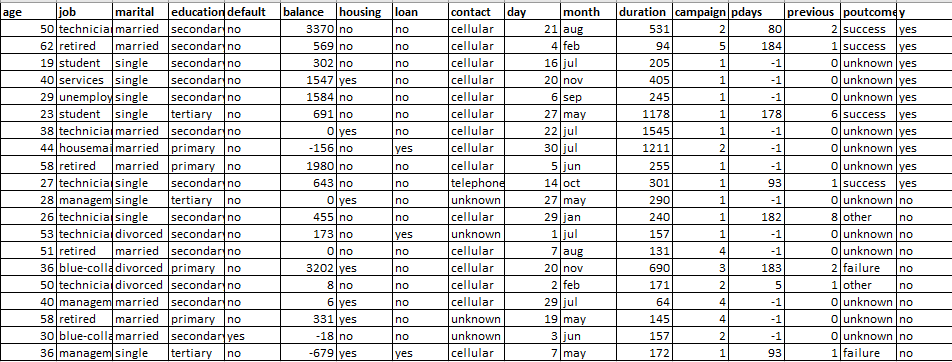 age job marital education default balance housing loan contact day month duration campaign pdays previous poutcome y
50 technicia married secondar no 3370 no no cellular 21 aug 531 2 80 2 success yes
62 retired married secondar no 569 no no cellular 4 feb 94 5 184 1 success yes
19 student single secondar no 302 no no cellular 16 jul 205 1 -1 0 unknown yes
40 services single secondar no 1547 yes no cellular 20 nov 405 1 -1 0 unknown yes
29 unemploy single secondar no 1584 no no cellular 6 sep 245 1 -1 0 unknown yes
23 student single tertiary no 691 no no cellular 27 may 1178 1 178 6 success yes
38 technicia married secondar no 0 yes no cellular 22 jul 1545 1 -1 0 unknown yes
44 housemai married primary no -156 no yes cellular 30 jul 1211 2 -1 0 unknown yes
58 retired married primary no 1980 no no cellular 5 jun 255 1 -1 0 unknown yes
27 technicia single secondar no 643 no no telephone 14 oct 301 1 93 1 success yes
28 managem single tertiary no 0 yes no unknown 27 may 290 1 -1 0 unknown no
26 technicia single secondar no 455 no no cellular 29 jan 240 1 182 8 other no
53 technicia divorced secondar no 173 no yes unknown 1 jul 157 1 -1 0 unknown no
51 retired married secondar no 0 no no cellular 7 aug 131 4 -1 0 unknown no
36 blue-colla divorced primary no 3202 yes no cellular 20 nov 690 3 183 2 failure no
50 technicia divorced secondar no 8 no no cellular 2 feb 171 2 5 1 other no
40 managem married secondar no 6 yes no cellular 29 jul 64 4 -1 0 unknown no
58 retired married primary no 331 yes no unknown 19 may 145 4 -1 0 unknown no
30 blue-colla married secondary yes -18 no no unknown 3 jun 157 2 -1 0 unknown no
36 managem single tertiary no -679 yes yes cellular 7 may 172 1 93 1 failure no